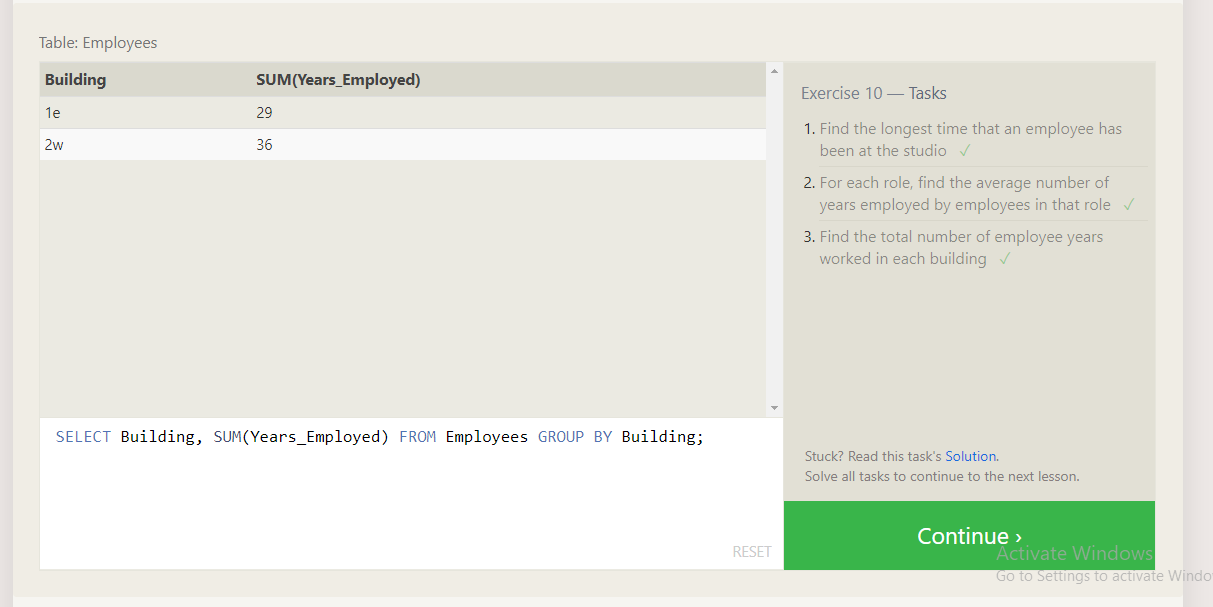 Table: Employees
Building SUM(Years_Employed)
1e 29
2w 36
SELECT Building, SUM(Years_Employed) FROM Employees GROUP BY Building;
RESET
Exercise 10 — Tasks
1. Find the longest time that an employee has
been at the studio ✓
2. For each role, find the average number of
years employed by employees in that role ✓
3. Find the total number of employee years
worked in each building ✓
Stuck? Read this task's Solution.
Solve all tasks to continue to the next lesson.
Continue ›
Activate Windows
Go to Settings to activate Windo